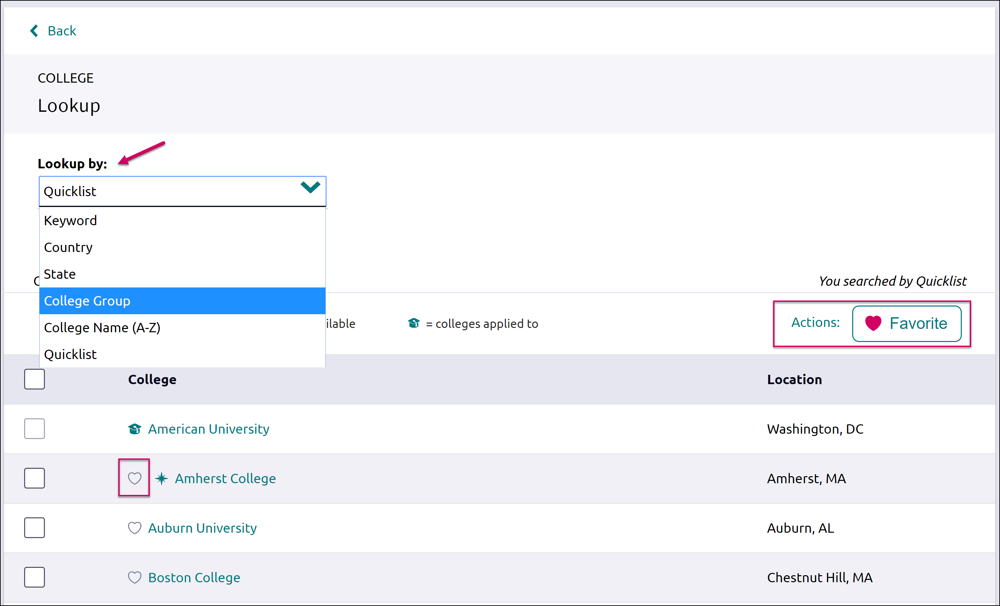 Back
COLLEGE
Lookup
Lookup by:
Quicklist
Keyword
Country
State
College Group
College Name (A-Z)
Quicklist
You searched by Quicklist
= colleges applied to
Actions: Favorite
College Location
American University Washington, DC
Amherst College Amherst, MA
Auburn University Auburn, AL
Boston College Chestnut Hill, MA